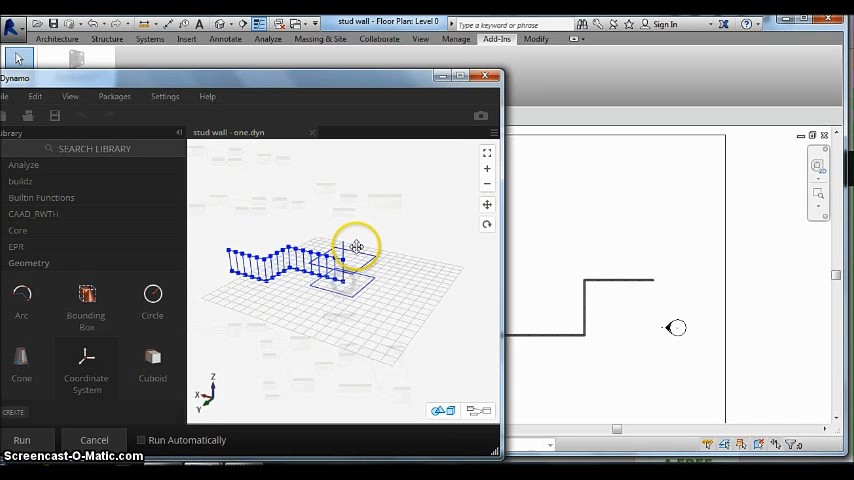 stud wall - Floor Plan: Level 0
Type a keyword or phrase
Sign In
Architecture Structure Systems Insert Annotate Analyze Massing & Site Collaborate View Manage Add-Ins Modify
Dynamo
ile Edit View Packages Settings Help
ibrary
stud wall - one.dyn
SEARCH LIBRARY
Analyze
buildz
Builtin Functions
CAAD_RWTH
Core
EPR
Geometry
Arc Bounding Box Circle
Cone Coordinate System Cuboid
CREATE
Z
X
Y
Run Cancel Run Automatically
:0
Screencast-O-Matic.com